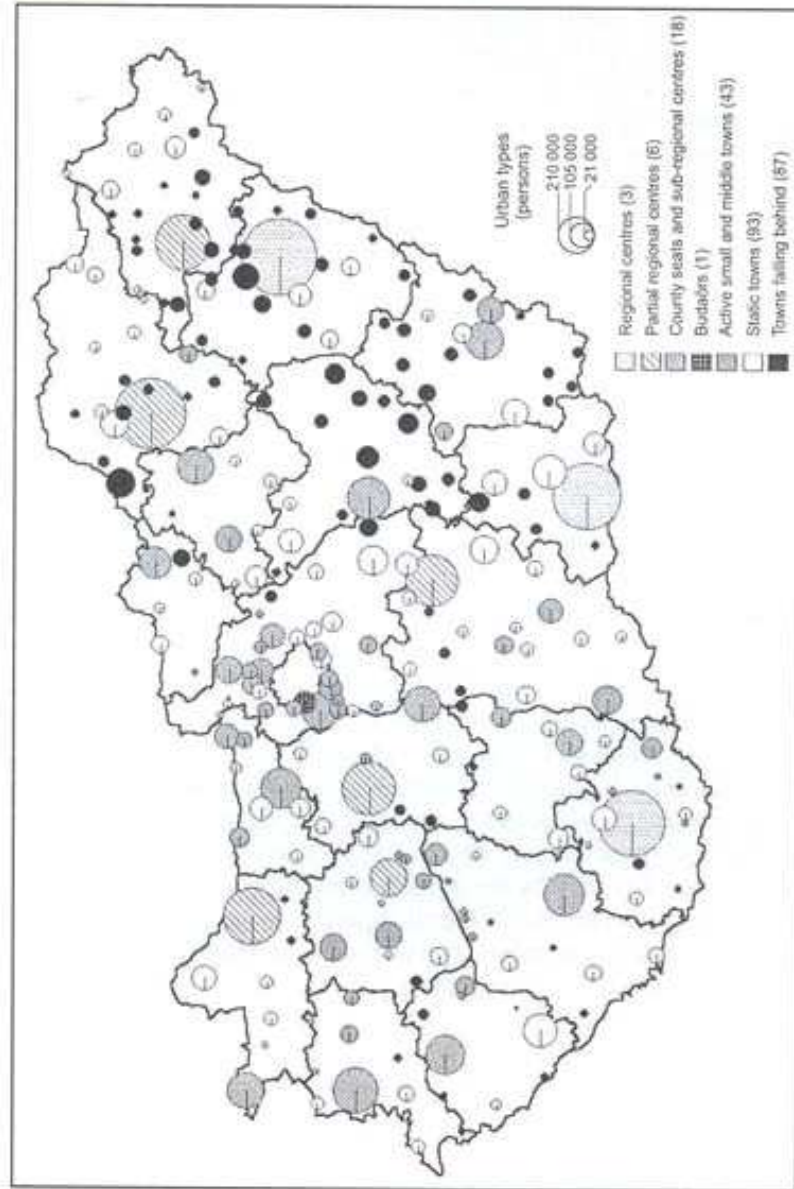 Urban types
(persons)
210 000
105 000
21 000
Regional centres (3)
Partial regional centres (6)
County seats and sub-regional centres (18)
Budaörs (1)
Active small and middle towns (43)
Static towns (93)
Towns falling behind (87)